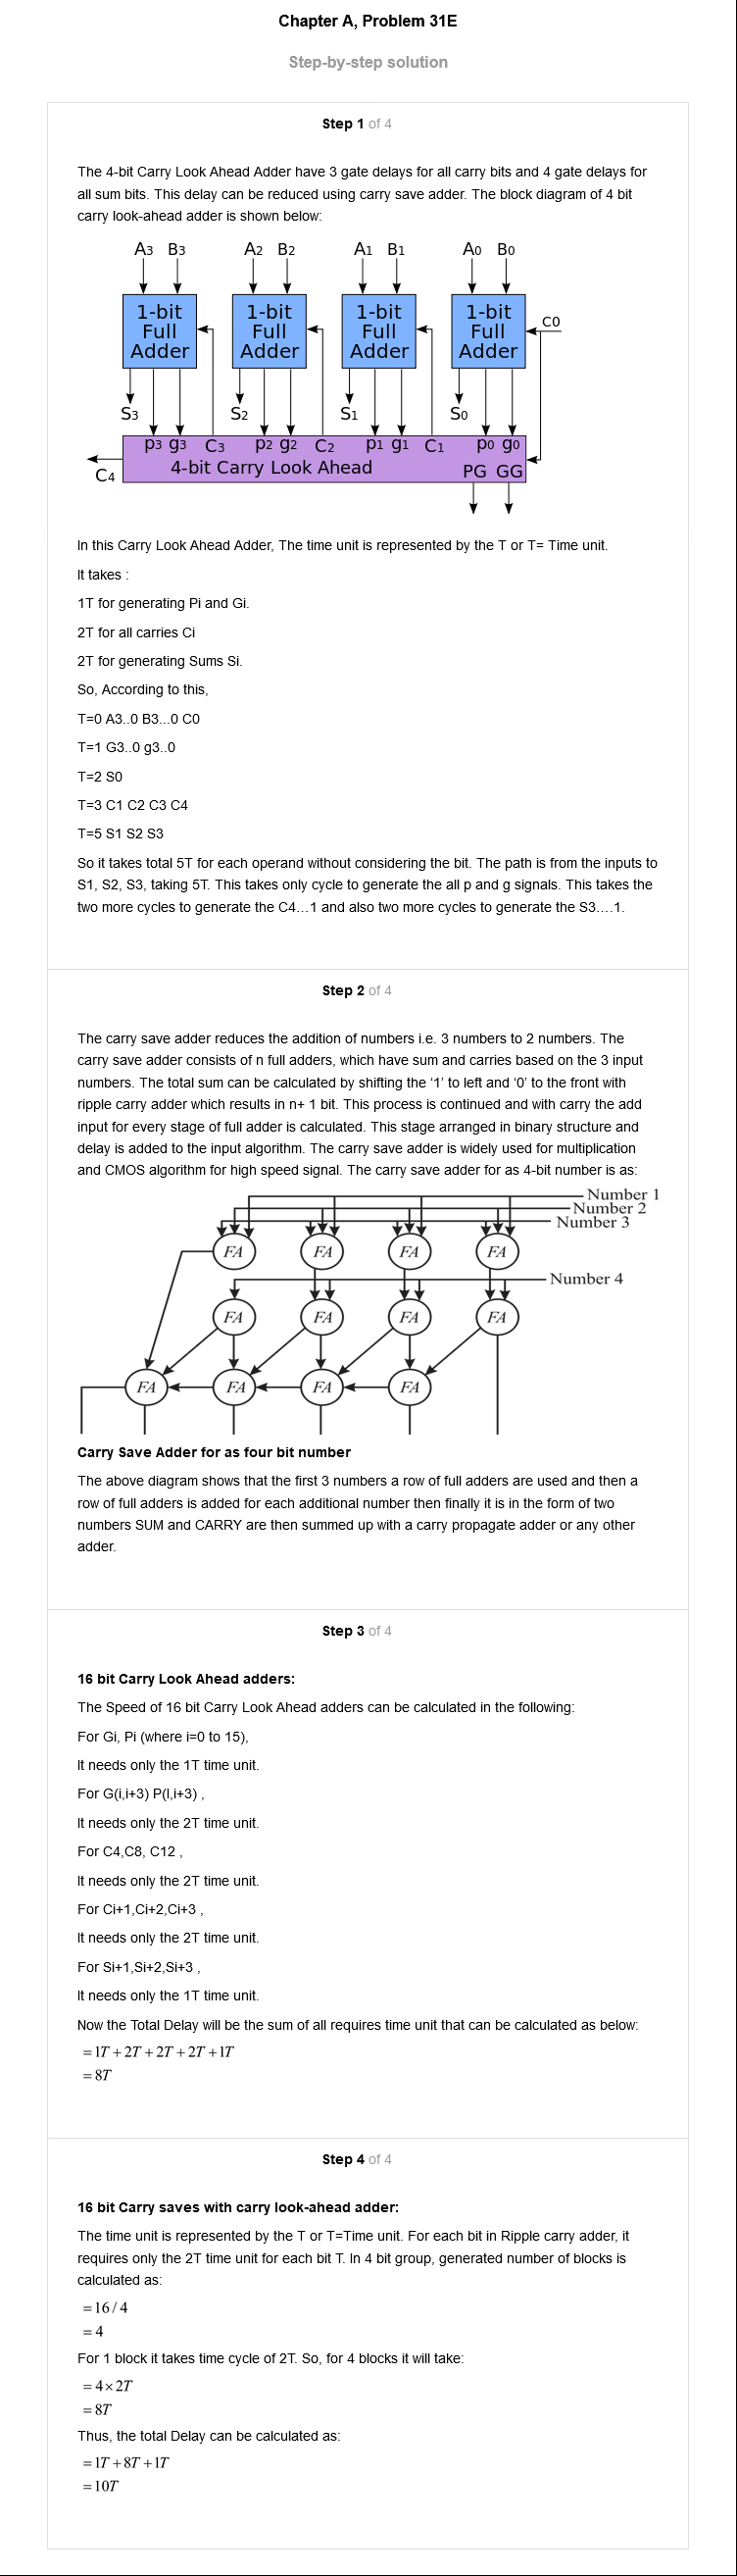 Chapter A, Problem 31E
Step-by-step solution
Step 1 of 4
The 4-bit Carry Look Ahead Adder have 3 gate delays for all carry bits and 4 gate delays for
all sum bits. This delay can be reduced using carry save adder. The block diagram of 4 bit
carry look-ahead adder is shown below:
A3 B3 A2 B2 A1 B1 A0 B0
1-bit Full Adder 1-bit Full Adder 1-bit Full Adder 1-bit Full Adder C0
S3 S2 S1 S0
p3 g3 C3 p2 g2 C2 p1 g1 C1 p0 g0
C4 4-bit Carry Look Ahead PG GG
In this Carry Look Ahead Adder, The time unit is represented by the T or T= Time unit.
It takes :
1T for generating Pi and Gi.
2T for all carries Ci
2T for generating Sums Si.
So, According to this,
T=0 A3..0 B3...0 C0
T=1 G3..0 g3..0
T=2 S0
T=3 C1 C2 C3 C4
T=5 S1 S2 S3
So it takes total 5T for each operand without considering the bit. The path is from the inputs to
S1, S2, S3, taking 5T. This takes only cycle to generate the all p and g signals. This takes the
two more cycles to generate the C4...1 and also two more cycles to generate the S3....1.
Step 2 of 4
The carry save adder reduces the addition of numbers i.e. 3 numbers to 2 numbers. The
carry save adder consists of n full adders, which have sum and carries based on the 3 input
numbers. The total sum can be calculated by shifting the ‘1’ to left and ‘0’ to the front with
ripple carry adder which results in n+ 1 bit. This process is continued and with carry the add
input for every stage of full adder is calculated. This stage arranged in binary structure and
delay is added to the input algorithm. The carry save adder is widely used for multiplication
and CMOS algorithm for high speed signal. The carry save adder for as 4-bit number is as:
Number 1
Number 2
Number 3
FA FA FA FA
Number 4
FA FA FA FA
FA FA FA FA
Carry Save Adder for as four bit number
The above diagram shows that the first 3 numbers a row of full adders are used and then a
row of full adders is added for each additional number then finally it is in the form of two
numbers SUM and CARRY are then summed up with a carry propagate adder or any other
adder.
Step 3 of 4
16 bit Carry Look Ahead adders:
The Speed of 16 bit Carry Look Ahead adders can be calculated in the following:
For Gi, Pi (where i=0 to 15),
It needs only the 1T time unit.
For G(i,i+3) P(I,i+3) ,
It needs only the 2T time unit.
For C4,C8, C12 ,
It needs only the 2T time unit.
For Ci+1,Ci+2,Ci+3 ,
It needs only the 2T time unit.
For Si+1,Si+2,Si+3 ,
It needs only the 1T time unit.
Now the Total Delay will be the sum of all requires time unit that can be calculated as below:
=1T+2T+2T+2T+1T
=8T
Step 4 of 4
16 bit Carry saves with carry look-ahead adder:
The time unit is represented by the T or T=Time unit. For each bit in Ripple carry adder, it
requires only the 2T time unit for each bit T. In 4 bit group, generated number of blocks is
calculated as:
=16/4
=4
For 1 block it takes time cycle of 2T. So, for 4 blocks it will take:
=4×2T
=8T
Thus, the total Delay can be calculated as:
=1T+8T+1T
=10T